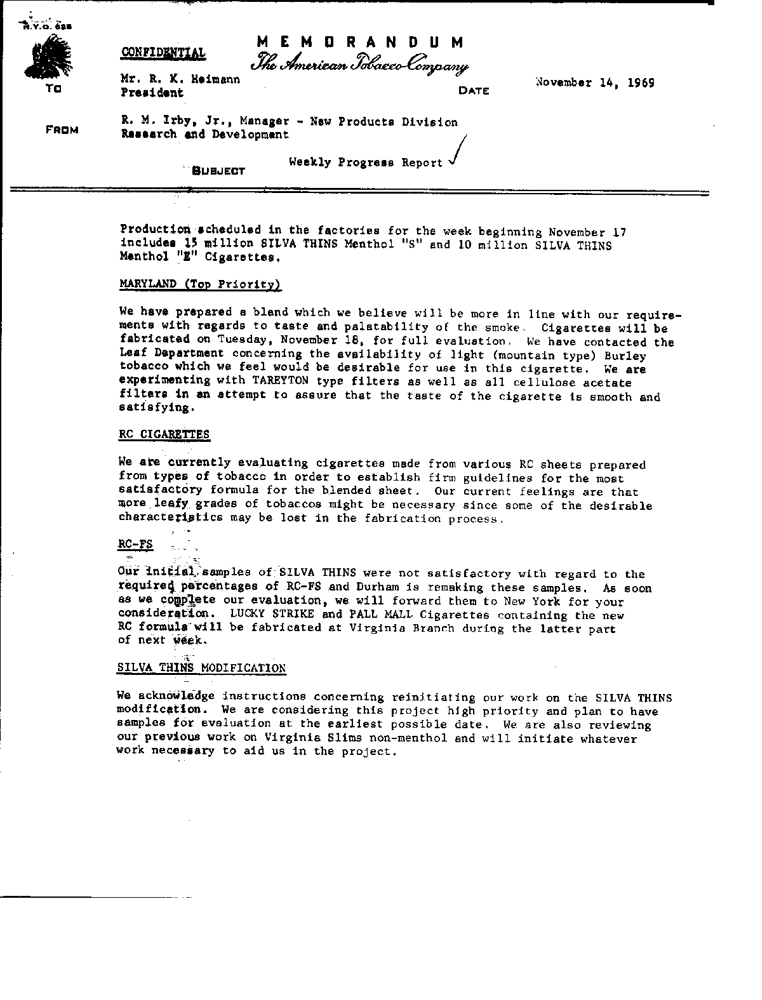 N.Y.O. 62B
M E M O R A N D U M
CONFIDENTIAL
The American Tobacco Company
Mr. R. K. Heimann
November 14, 1969
TO
President
DATE
R. M. Irby, Jr., Manager - New Products Division
FROM
Research and Development
Weekly Progress Report
SUBJECT
Production scheduled in the factories for the week beginning November 17
includes 15 million SILVA THINS Menthol "S" and 10 million SILVA THINS
Menthol "E" Cigarettes.
MARYLAND (Top Priority)
We have prepared a blend which we believe will be more in line with our require-
ments with regards to taste and palatability of the smoke. Cigarettes will be
fabricated on Tuesday, November 18, for full evaluation. We have contacted the
Leaf Department concerning the availability of light (mountain type) Burley
tobacco which we feel would be desirable for use in this cigarette. We are
experimenting with TAREYTON type filters as well as all cellulose acetate
filters in an attempt to assure that the taste of the cigarette is smooth and
satisfying.
RC CIGARETTES
We are currently evaluating cigarettes made from various RC sheets prepared
from types of tobacco in order to establish firm guidelines for the most
satisfactory formula for the blended sheet. Our current feelings are that
more leafy grades of tobaccos might be necessary since some of the desirable
characteristics may be lost in the fabrication process.
RC-FS
Our initial samples of SILVA THINS were not satisfactory with regard to the
required percentages of RC-FS and Durham is remaking these samples. As soon
as we complete our evaluation, we will forward them to New York for your
consideration. LUCKY STRIKE and PALL MALL Cigarettes containing the new
RC formula will be fabricated at Virginia Branch during the latter part
of next week.
SILVA THINS MODIFICATION
We acknowledge instructions concerning reinitiating our work on the SILVA THINS
modification. We are considering this project high priority and plan to have
samples for evaluation at the earliest possible date. We are also reviewing
our previous work on Virginia Slims non-menthol and will initiate whatever
work necessary to aid us in the project.